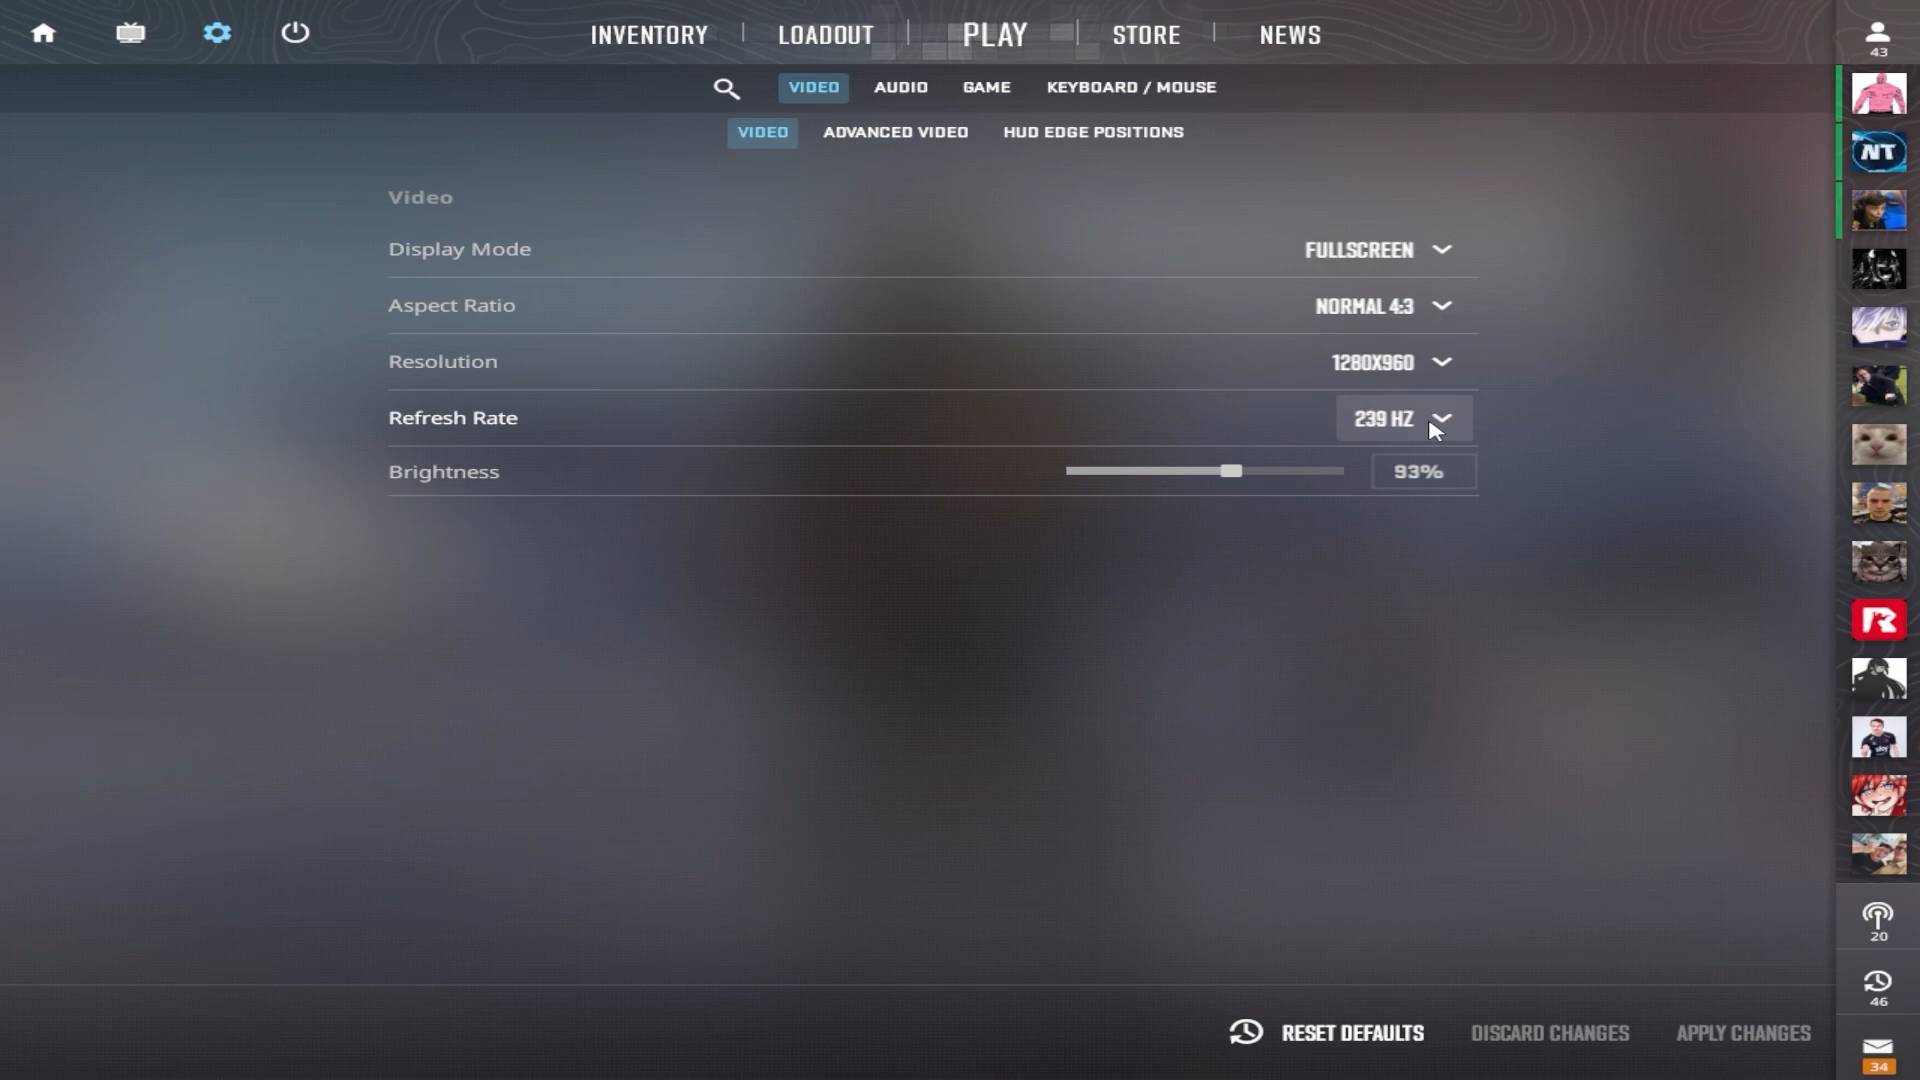 INVENTORY LOADOUT PLAY STORE NEWS
43
VIDEO AUDIO GAME KEYBOARD / MOUSE
VIDEO ADVANCED VIDEO HUD EDGE POSITIONS
NT
Video
Display Mode FULLSCREEN
Aspect Ratio NORMAL 4:3
Resolution 1280X960
Refresh Rate 239 HZ
Brightness 93%
R
sky
20
46
RESET DEFAULTS DISCARD CHANGES APPLY CHANGES
34